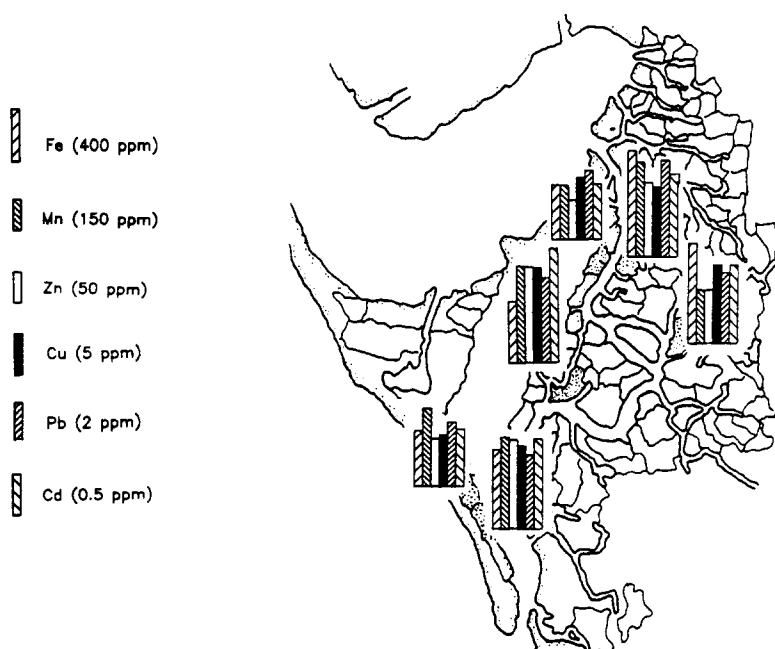 Fe (400 ppm)
Mn (150 ppm)
Zn (50 ppm)
Cu (5 ppm)
Pb (2 ppm)
Cd (0.5 ppm)